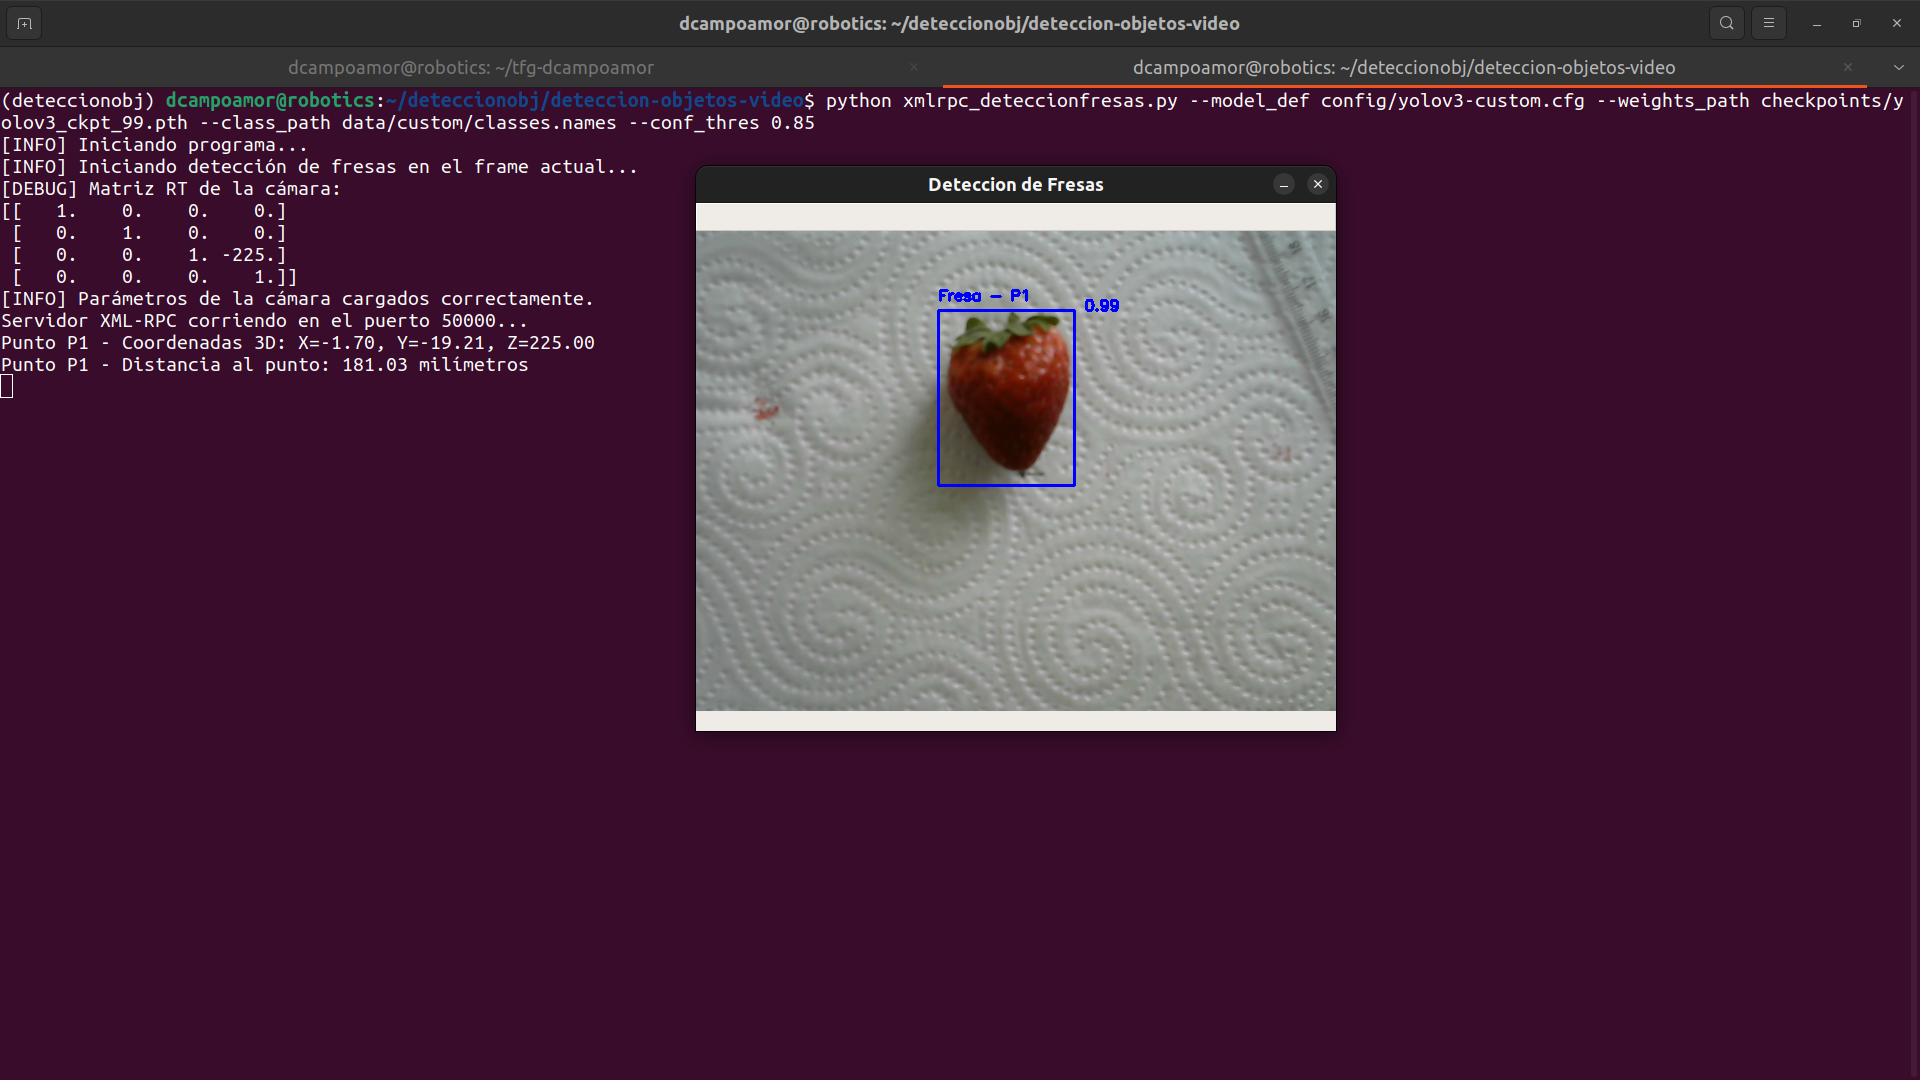 dcampoamor@robotics: ~/deteccionobj/deteccion-objetos-video
dcampoamor@robotics: ~/tfg-dcampoamor
dcampoamor@robotics: ~/deteccionobj/deteccion-objetos-video
(deteccionobj) dcampoamor@robotics:~/deteccionobj/deteccion-objetos-video$ python xmlrpc_deteccionfresas.py --model_def config/yolov3-custom.cfg --weights_path checkpoints/y
olov3_ckpt_99.pth --class_path data/custom/classes.names --conf_thres 0.85
[INFO] Iniciando programa...
[INFO] Iniciando detección de fresas en el frame actual...
[DEBUG] Matriz RT de la cámara:
[[   1.    0.    0.    0.]
 [   0.    1.    0.    0.]
 [   0.    0.    1. -225.]
 [   0.    0.    0.    1.]]
[INFO] Parámetros de la cámara cargados correctamente.
Servidor XML-RPC corriendo en el puerto 50000...
Punto P1 - Coordenadas 3D: X=-1.70, Y=-19.21, Z=225.00
Punto P1 - Distancia al punto: 181.03 milímetros
Deteccion de Fresas
Fresa - P1
0.99